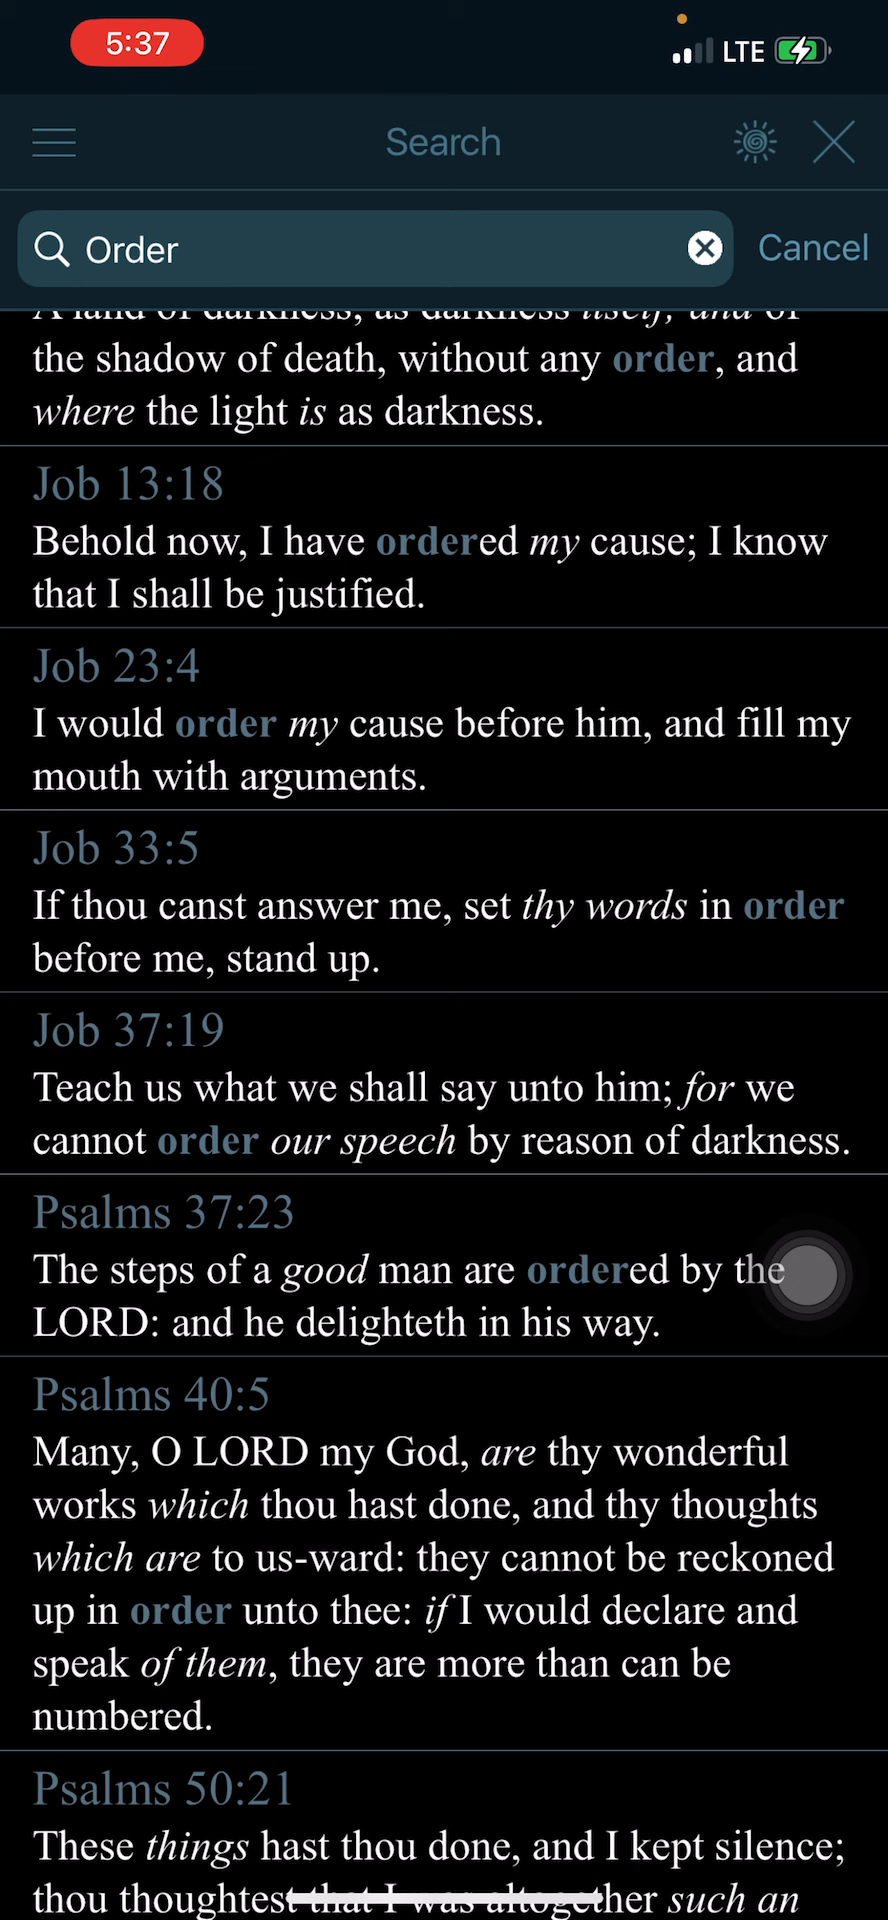 5:37
LTE
Search
Order
Cancel
A land of darkness, as darkness itself; and of
the shadow of death, without any order, and
where the light is as darkness.
Job 13:18
Behold now, I have ordered my cause; I know
that I shall be justified.
Job 23:4
I would order my cause before him, and fill my
mouth with arguments.
Job 33:5
If thou canst answer me, set thy words in order
before me, stand up.
Job 37:19
Teach us what we shall say unto him; for we
cannot order our speech by reason of darkness.
Psalms 37:23
The steps of a good man are ordered by the
LORD: and he delighteth in his way.
Psalms 40:5
Many, O LORD my God, are thy wonderful
works which thou hast done, and thy thoughts
which are to us-ward: they cannot be reckoned
up in order unto thee: if I would declare and
speak of them, they are more than can be
numbered.
Psalms 50:21
These things hast thou done, and I kept silence;
thou thoughtest that I was altogether such an